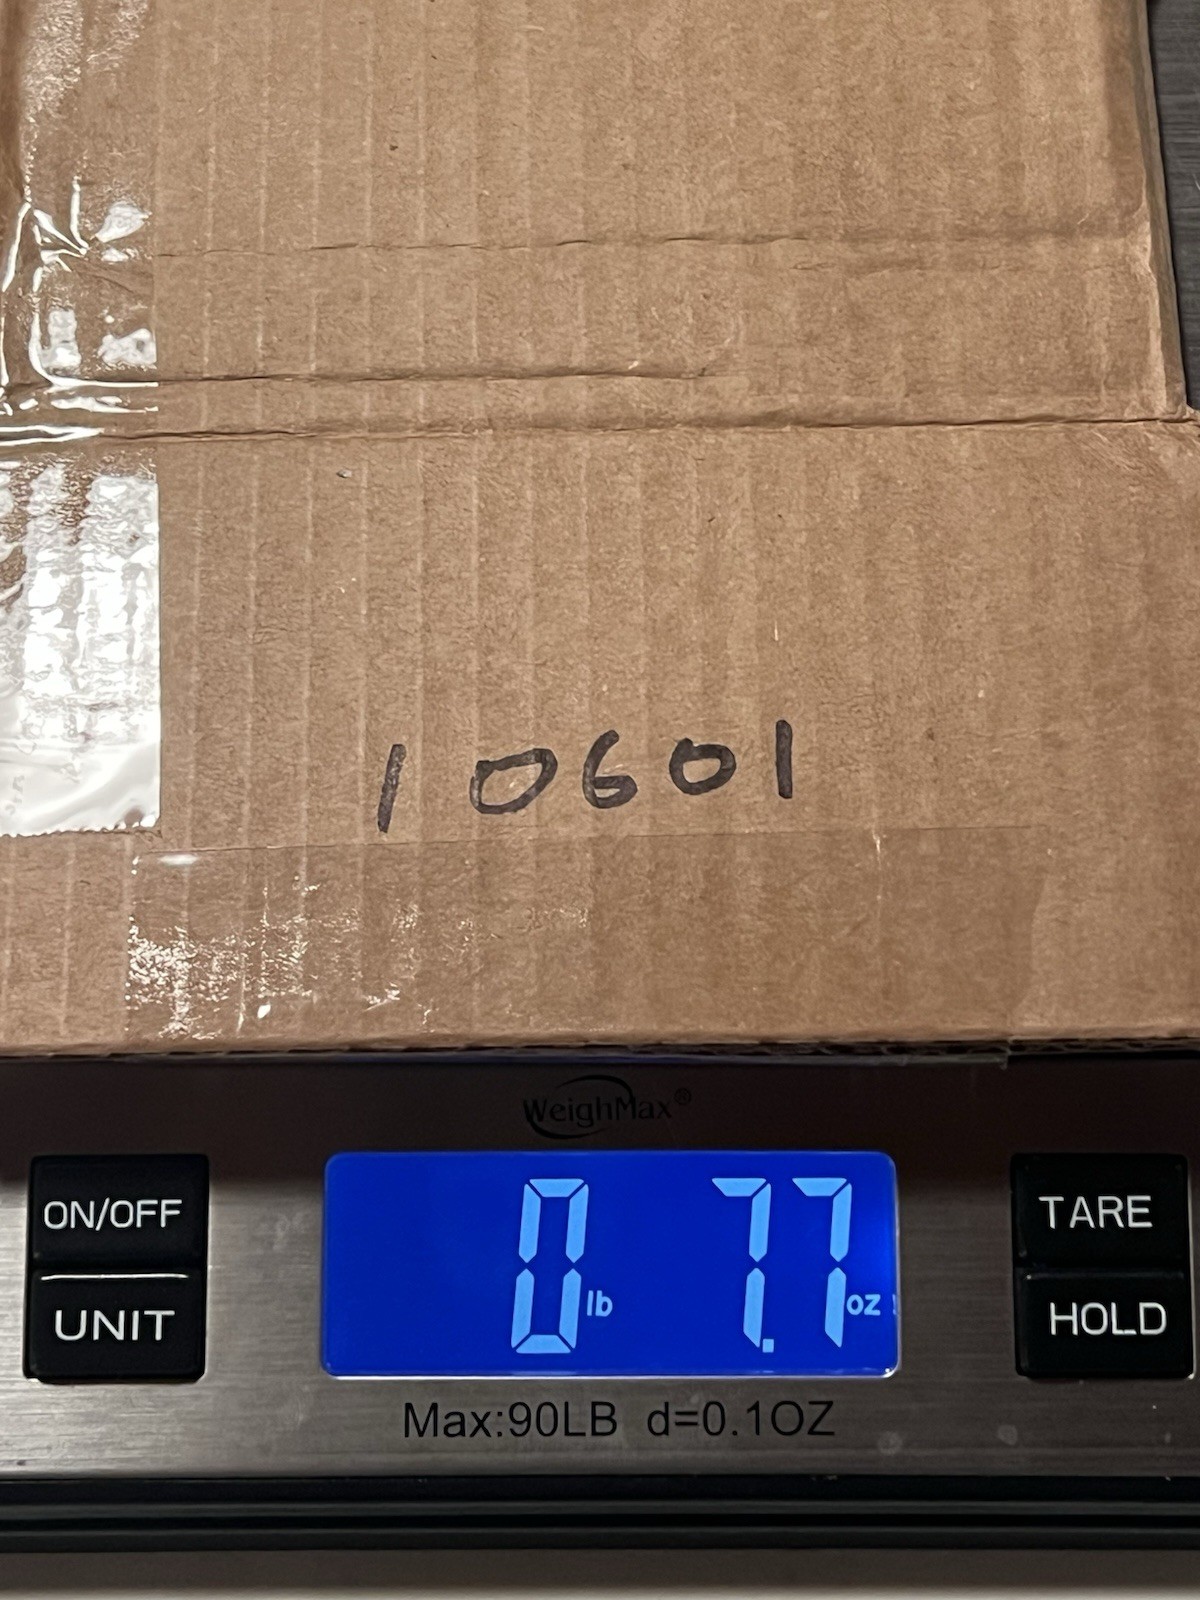 10601
WeighMax®
ON/OFF
UNIT
0 lb 7.7 oz
TARE
HOLD
Max:90LB d=0.1OZ